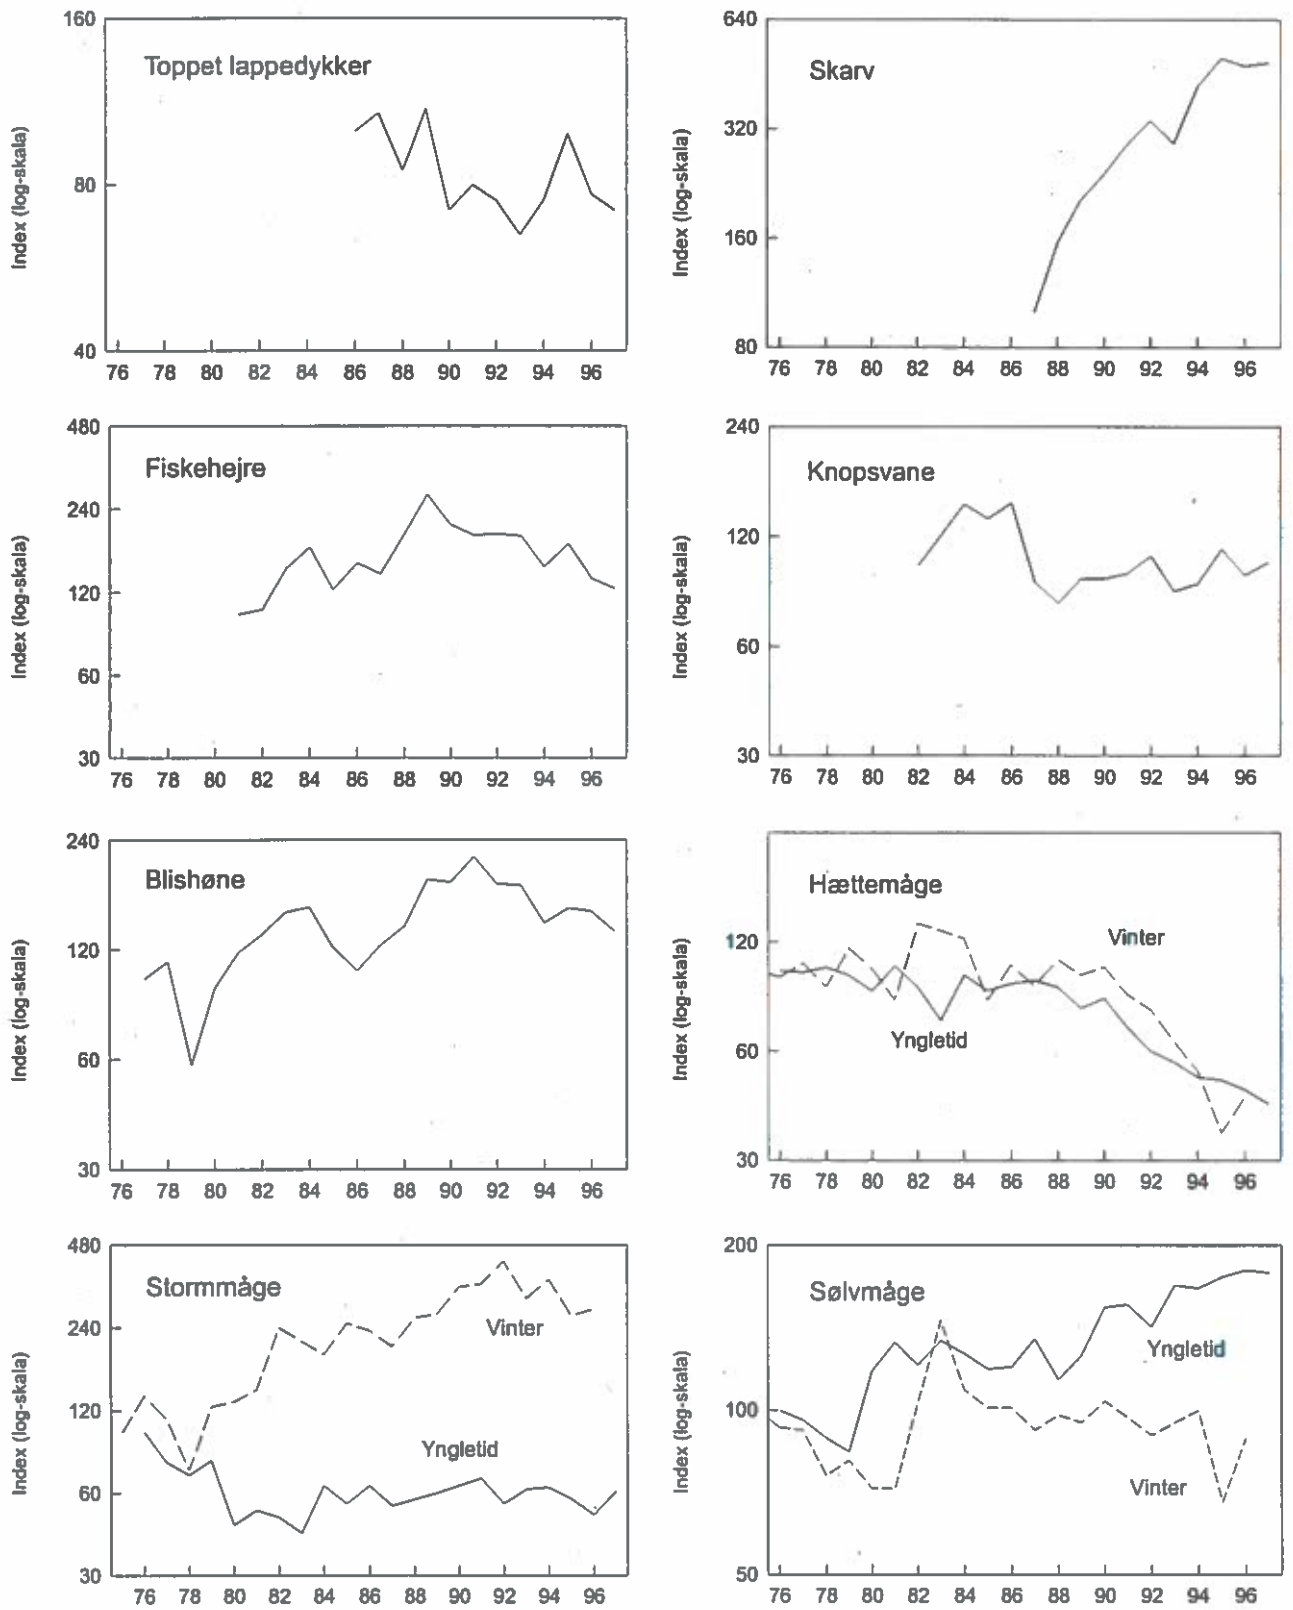 Toppet lappedykker
Index (log-skala)
160
80
40
76 78 80 82 84 86 88 90 92 94 96
Skarv
Index (log-skala)
640
320
160
80
76 78 80 82 84 86 88 90 92 94 96
Fiskehejre
Index (log-skala)
480
240
120
60
30
76 78 80 82 84 86 88 90 92 94 96
Knopsvane
Index (log-skala)
240
120
60
30
76 78 80 82 84 86 88 90 92 94 96
Blishøne
Index (log-skala)
240
120
60
30
76 78 80 82 84 86 88 90 92 94 96
Hættemåge
Vinter
Yngletid
Index (log-skala)
120
60
30
76 78 80 82 84 86 88 90 92 94 96
Stormmåge
Vinter
Yngletid
Index (log-skala)
480
240
120
60
30
76 78 80 82 84 86 88 90 92 94 96
Sølvmåge
Yngletid
Vinter
Index (log-skala)
200
100
50
76 78 80 82 84 86 88 90 92 94 96